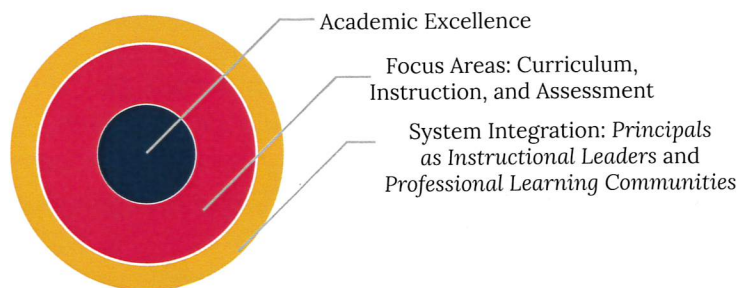 Academic Excellence
Focus Areas: Curriculum,
Instruction, and Assessment
System Integration: Principals
as Instructional Leaders and
Professional Learning Communities